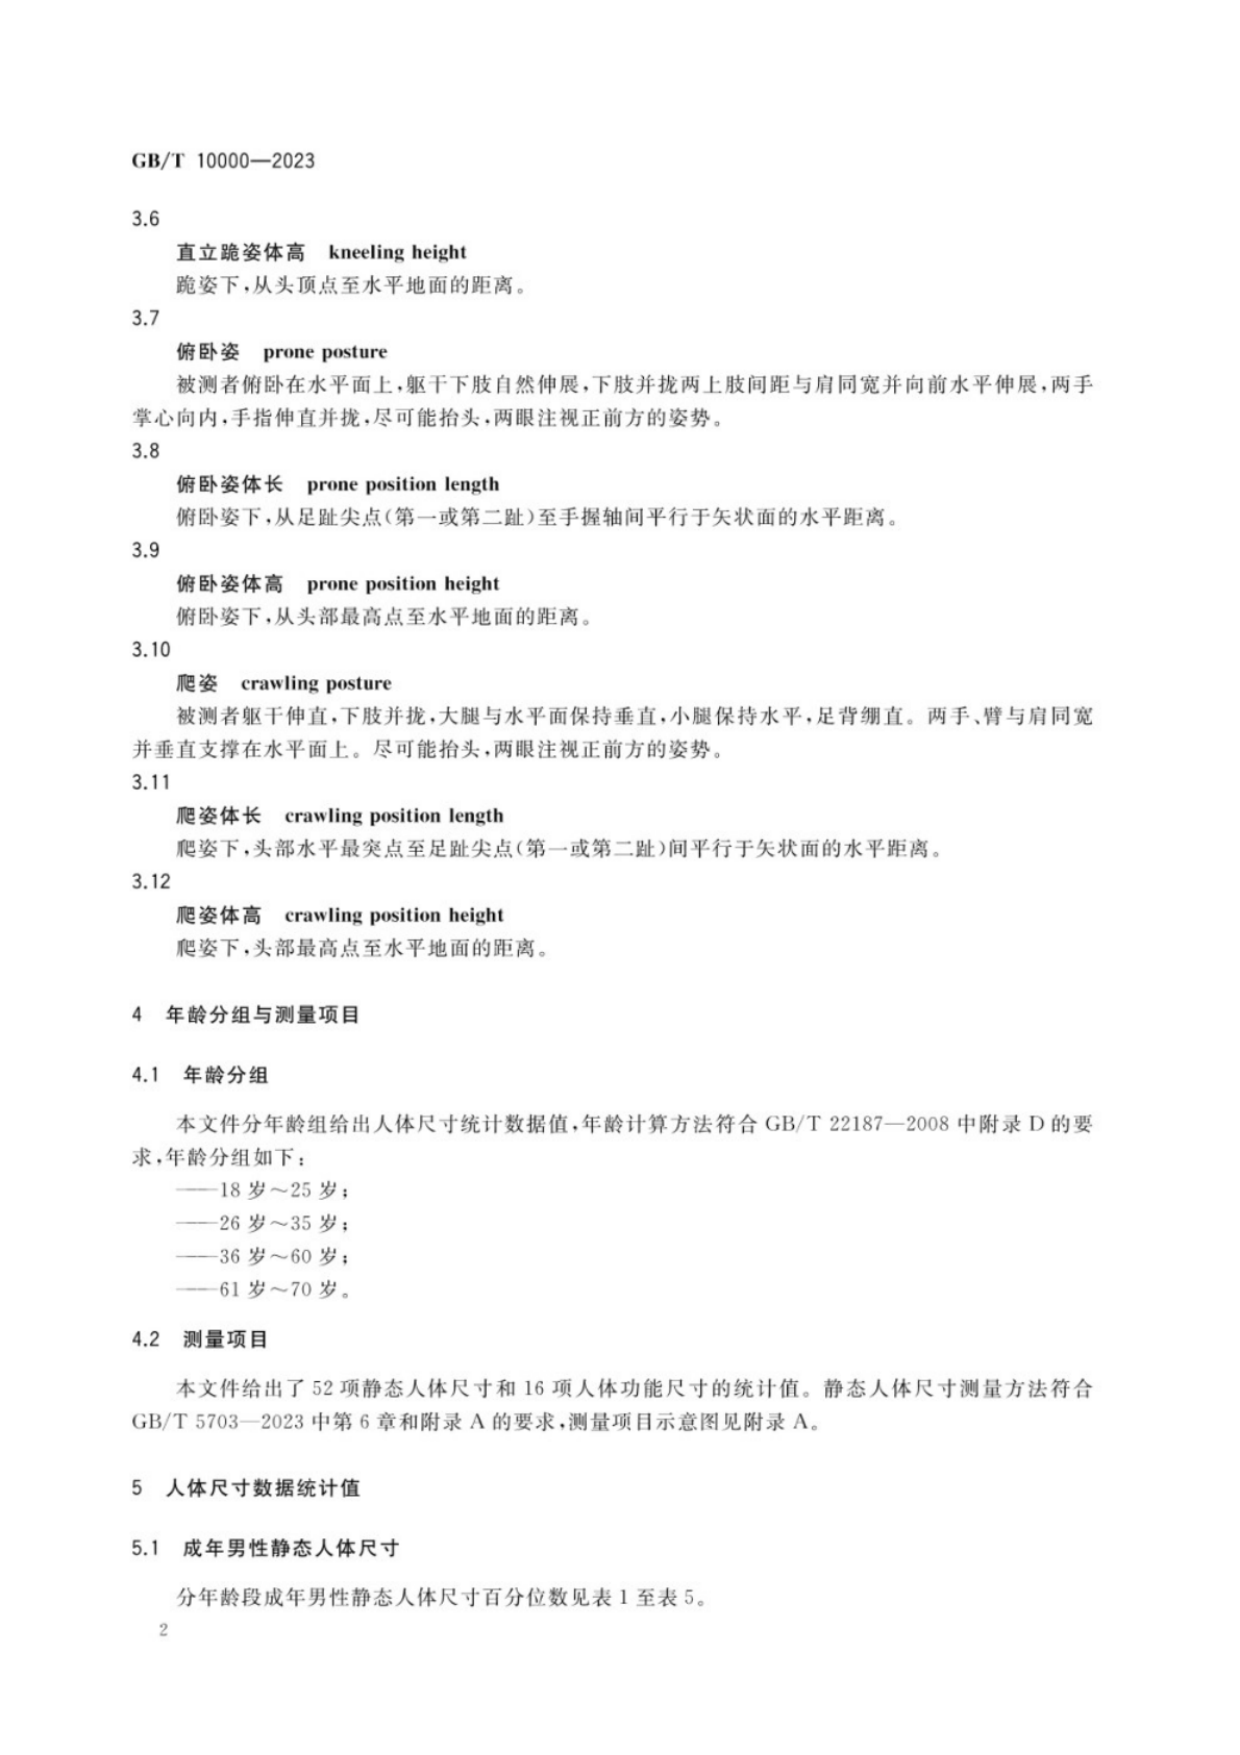 GB/T 10000—2023
3.6
直立跪姿体高 kneeling height
跪姿下,从头顶点至水平地面的距离。
3.7
俯卧姿 prone posture
被测者俯卧在水平面上,躯干下肢自然伸展,下肢并拢两上肢间距与肩同宽并向前水平伸展,两手
掌心向内,手指伸直并拢,尽可能抬头,两眼注视正前方的姿势。
3.8
俯卧姿体长 prone position length
俯卧姿下,从足趾尖点(第一或第二趾)至手握轴间平行于矢状面的水平距离。
3.9
俯卧姿体高 prone position height
俯卧姿下,从头部最高点至水平地面的距离。
3.10
爬姿 crawling posture
被测者躯干伸直,下肢并拢,大腿与水平面保持垂直,小腿保持水平,足背绷直。两手、臂与肩同宽
并垂直支撑在水平面上。尽可能抬头,两眼注视正前方的姿势。
3.11
爬姿体长 crawling position length
爬姿下,头部水平最突点至足趾尖点(第一或第二趾)间平行于矢状面的水平距离。
3.12
爬姿体高 crawling position height
爬姿下,头部最高点至水平地面的距离。
4 年龄分组与测量项目
4.1 年龄分组
本文件分年龄组给出人体尺寸统计数据值,年龄计算方法符合 GB/T 22187—2008 中附录 D 的要
求,年龄分组如下:
——18 岁～25 岁;
——26 岁～35 岁;
——36 岁～60 岁;
——61 岁～70 岁。
4.2 测量项目
本文件给出了 52 项静态人体尺寸和 16 项人体功能尺寸的统计值。静态人体尺寸测量方法符合
GB/T 5703—2023 中第 6 章和附录 A 的要求,测量项目示意图见附录 A。
5 人体尺寸数据统计值
5.1 成年男性静态人体尺寸
分年龄段成年男性静态人体尺寸百分位数见表 1 至表 5。
2